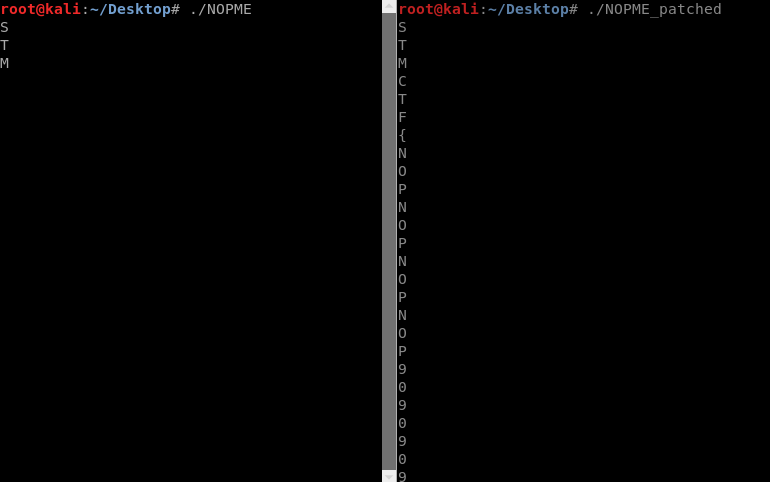 root@kali:~/Desktop# ./NOPME
S
T
M
root@kali:~/Desktop# ./NOPME_patched
S
T
M
C
T
F
{
N
O
P
N
O
P
N
O
P
N
O
P
9
0
9
0
9
0
9